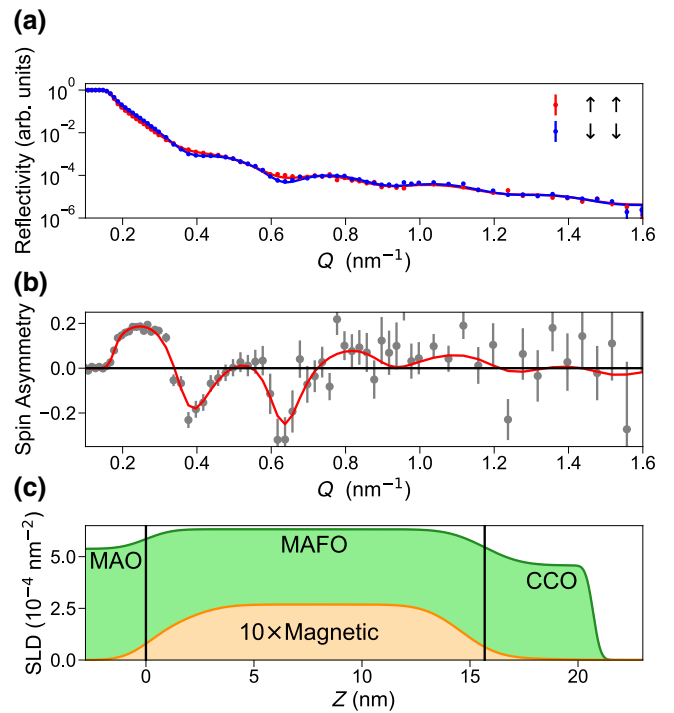 (a)
Reflectivity (arb. units)
10⁰
10⁻²
10⁻⁴
10⁻⁶
↑ ↑
↓ ↓
0.2 0.4 0.6 0.8 1.0 1.2 1.4 1.6
Q (nm⁻¹)
(b)
Spin Asymmetry
0.2
0.0
−0.2
0.2 0.4 0.6 0.8 1.0 1.2 1.4 1.6
Q (nm⁻¹)
(c)
SLD (10⁻⁴ nm⁻²)
5.0
2.5
0.0
MAO
MAFO
CCO
10×Magnetic
0 5 10 15 20
Z (nm)